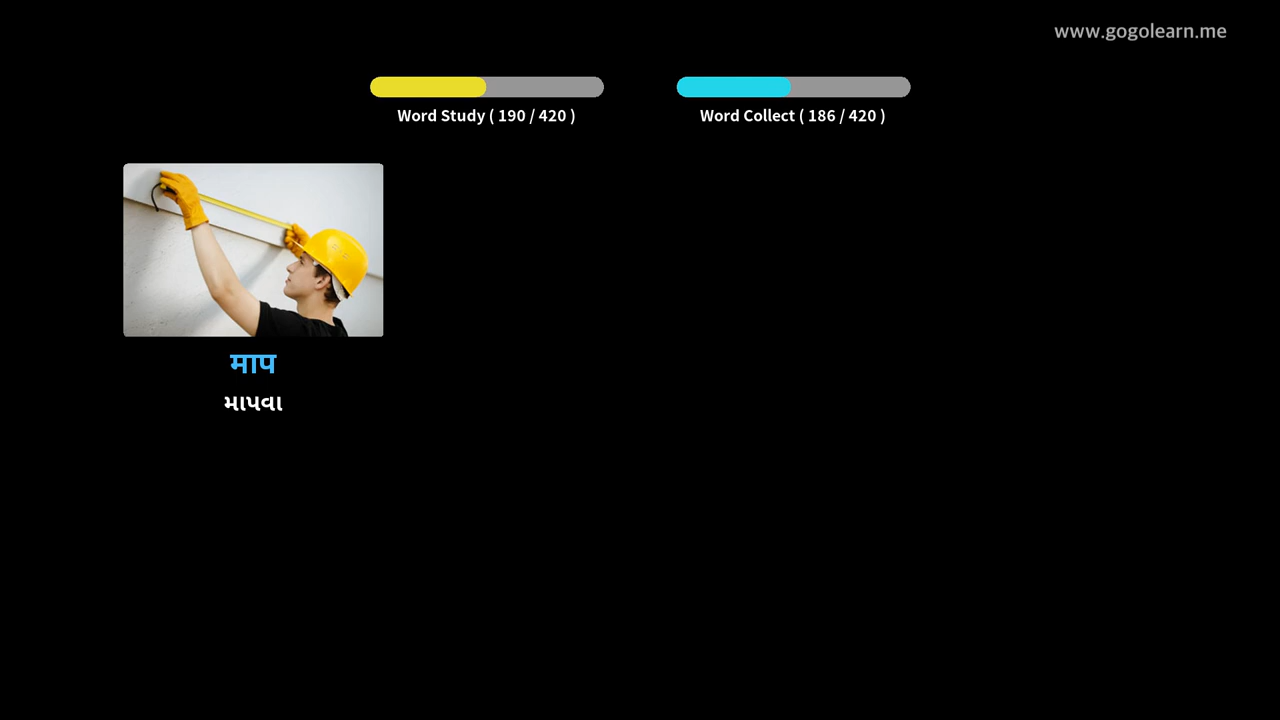 www.gogolearn.me
Word Study ( 190 / 420 )
Word Collect ( 186 / 420 )
माप
માપવા